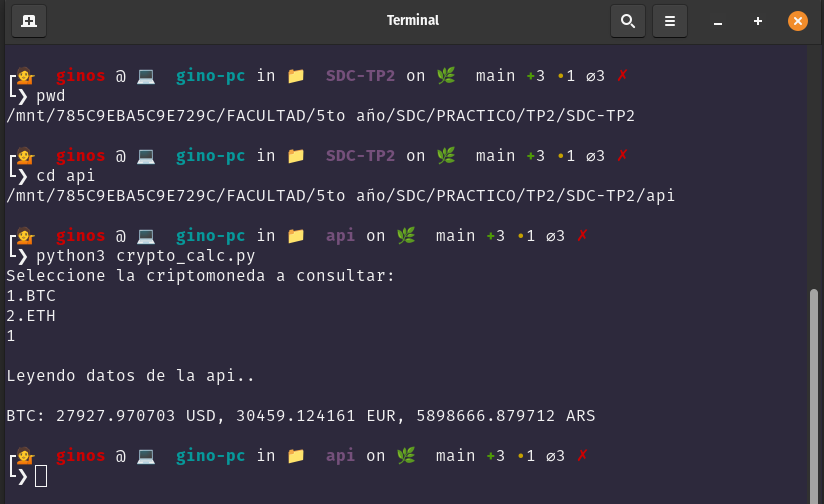 Terminal
ginos @ 💻 gino-pc in 📁 SDC-TP2 on 🌿 main +3 •1 ⌀3 ✗
❯ pwd
/mnt/785C9EBA5C9E729C/FACULTAD/5to año/SDC/PRACTICO/TP2/SDC-TP2
ginos @ 💻 gino-pc in 📁 SDC-TP2 on 🌿 main +3 •1 ⌀3 ✗
❯ cd api
/mnt/785C9EBA5C9E729C/FACULTAD/5to año/SDC/PRACTICO/TP2/SDC-TP2/api
ginos @ 💻 gino-pc in 📁 api on 🌿 main +3 •1 ⌀3 ✗
❯ python3 crypto_calc.py
Seleccione la criptomoneda a consultar:
1.BTC
2.ETH
1
Leyendo datos de la api..
BTC: 27927.970703 USD, 30459.124161 EUR, 5898666.879712 ARS
ginos @ 💻 gino-pc in 📁 api on 🌿 main +3 •1 ⌀3 ✗
❯